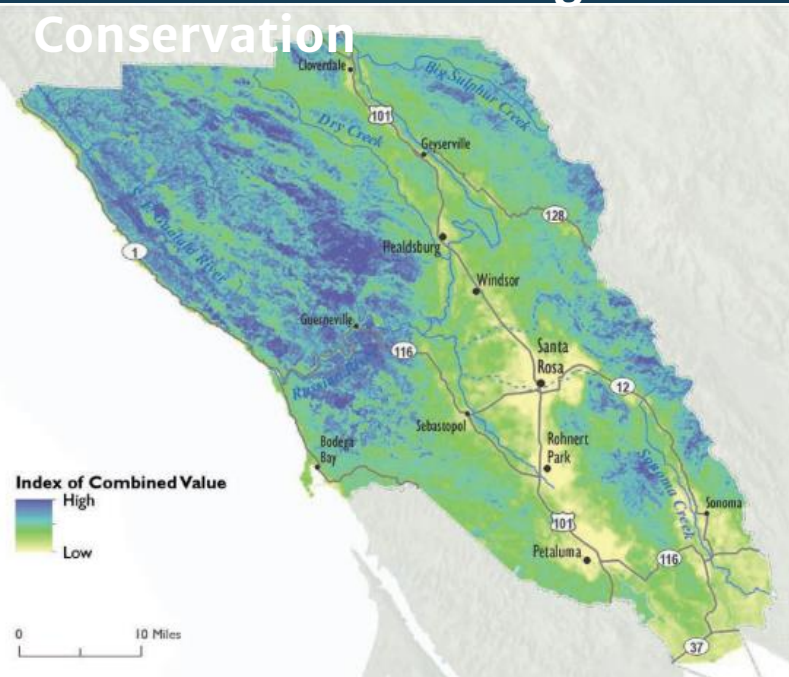 Conservation
Cloverdale
Big Sulphur Creek
101
Dry Creek
Geyserville
128
S F Gualala River
1
Healdsburg
Windsor
Guerneville
116
Santa
Rosa
Russian River
12
Sebastopol
Rohnert
Park
Bodega
Bay
Sonoma Creek
Sonoma
Index of Combined Value
High
Low
101
Petaluma
116
0
10 Miles
37